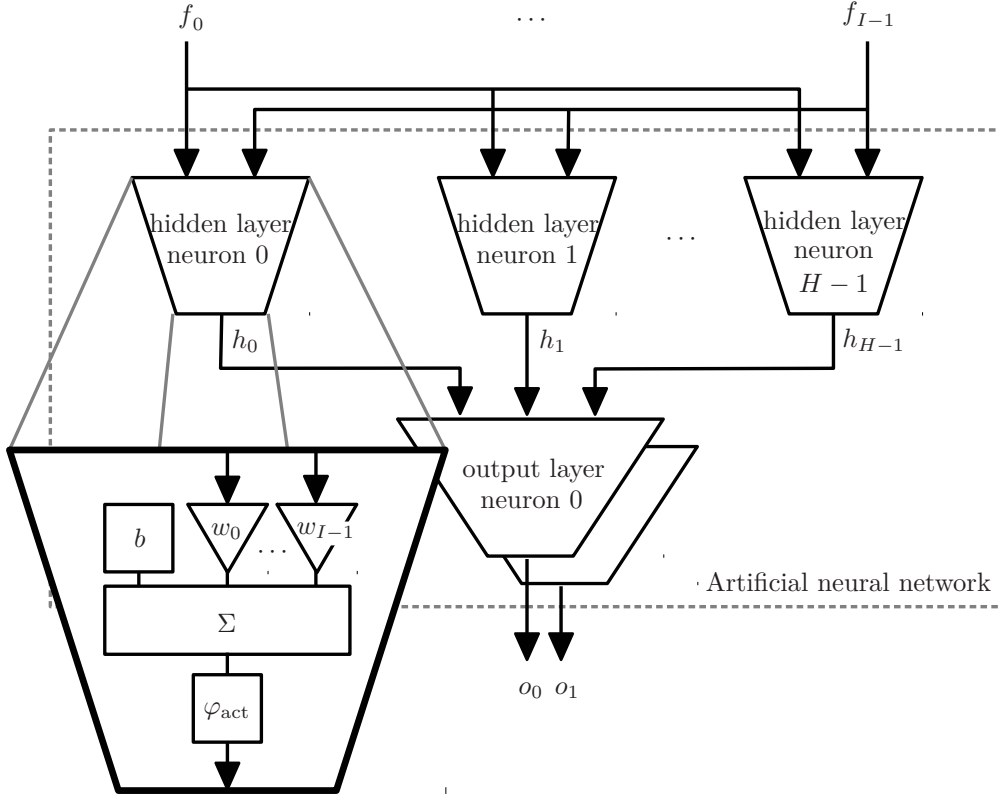 f_0 ... f_{I-1}
hidden layer
neuron 0
hidden layer
neuron 1
...
hidden layer
neuron
H − 1
h_0
h_1
h_{H-1}
output layer
neuron 0
b
w_0
...
w_{I-1}
Σ
φ_act
Artificial neural network
o_0 o_1